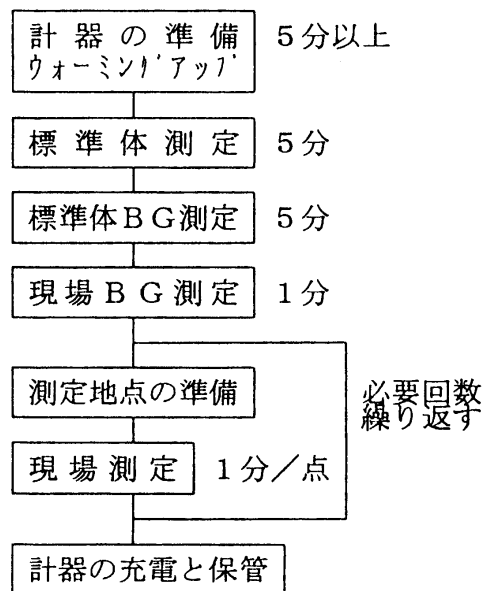 計器の準備 5分以上
ウォーミングアップ
標準体測定 5分
標準体BG測定 5分
現場BG測定 1分
測定地点の準備
必要回数
繰り返す
現場測定 1分/点
計器の充電と保管